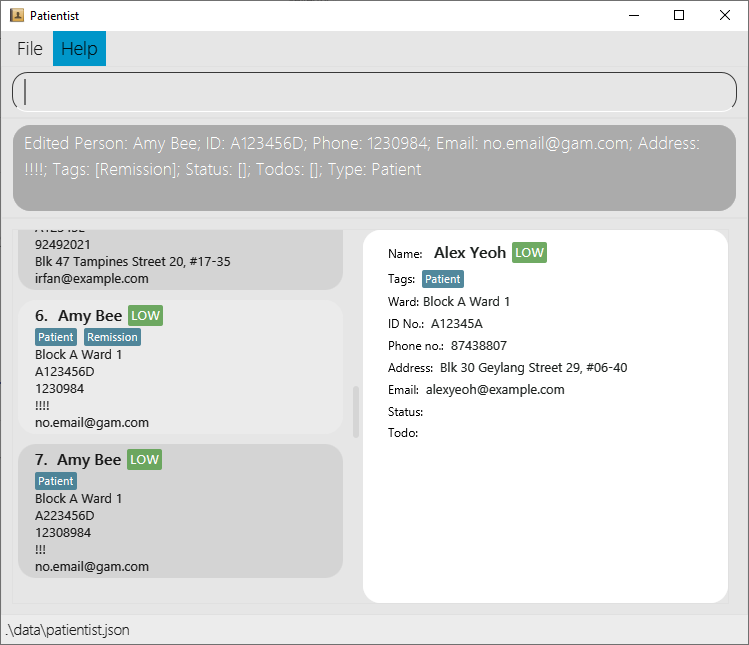 Patientist
File Help
Edited Person: Amy Bee; ID: A123456D; Phone: 1230984; Email: no.email@gam.com; Address:
!!!!; Tags: [Remission]; Status: []; Todos: []; Type: Patient
92492021
Blk 47 Tampines Street 20, #17-35
irfan@example.com
6. Amy Bee LOW
Patient Remission
Block A Ward 1
A123456D
1230984
!!!!
no.email@gam.com
7. Amy Bee LOW
Patient
Block A Ward 1
A223456D
12308984
!!!
no.email@gam.com
Name: Alex Yeoh LOW
Tags: Patient
Ward: Block A Ward 1
ID No.: A12345A
Phone no.: 87438807
Address: Blk 30 Geylang Street 29, #06-40
Email: alexyeoh@example.com
Status:
Todo:
.\data\patientist.json